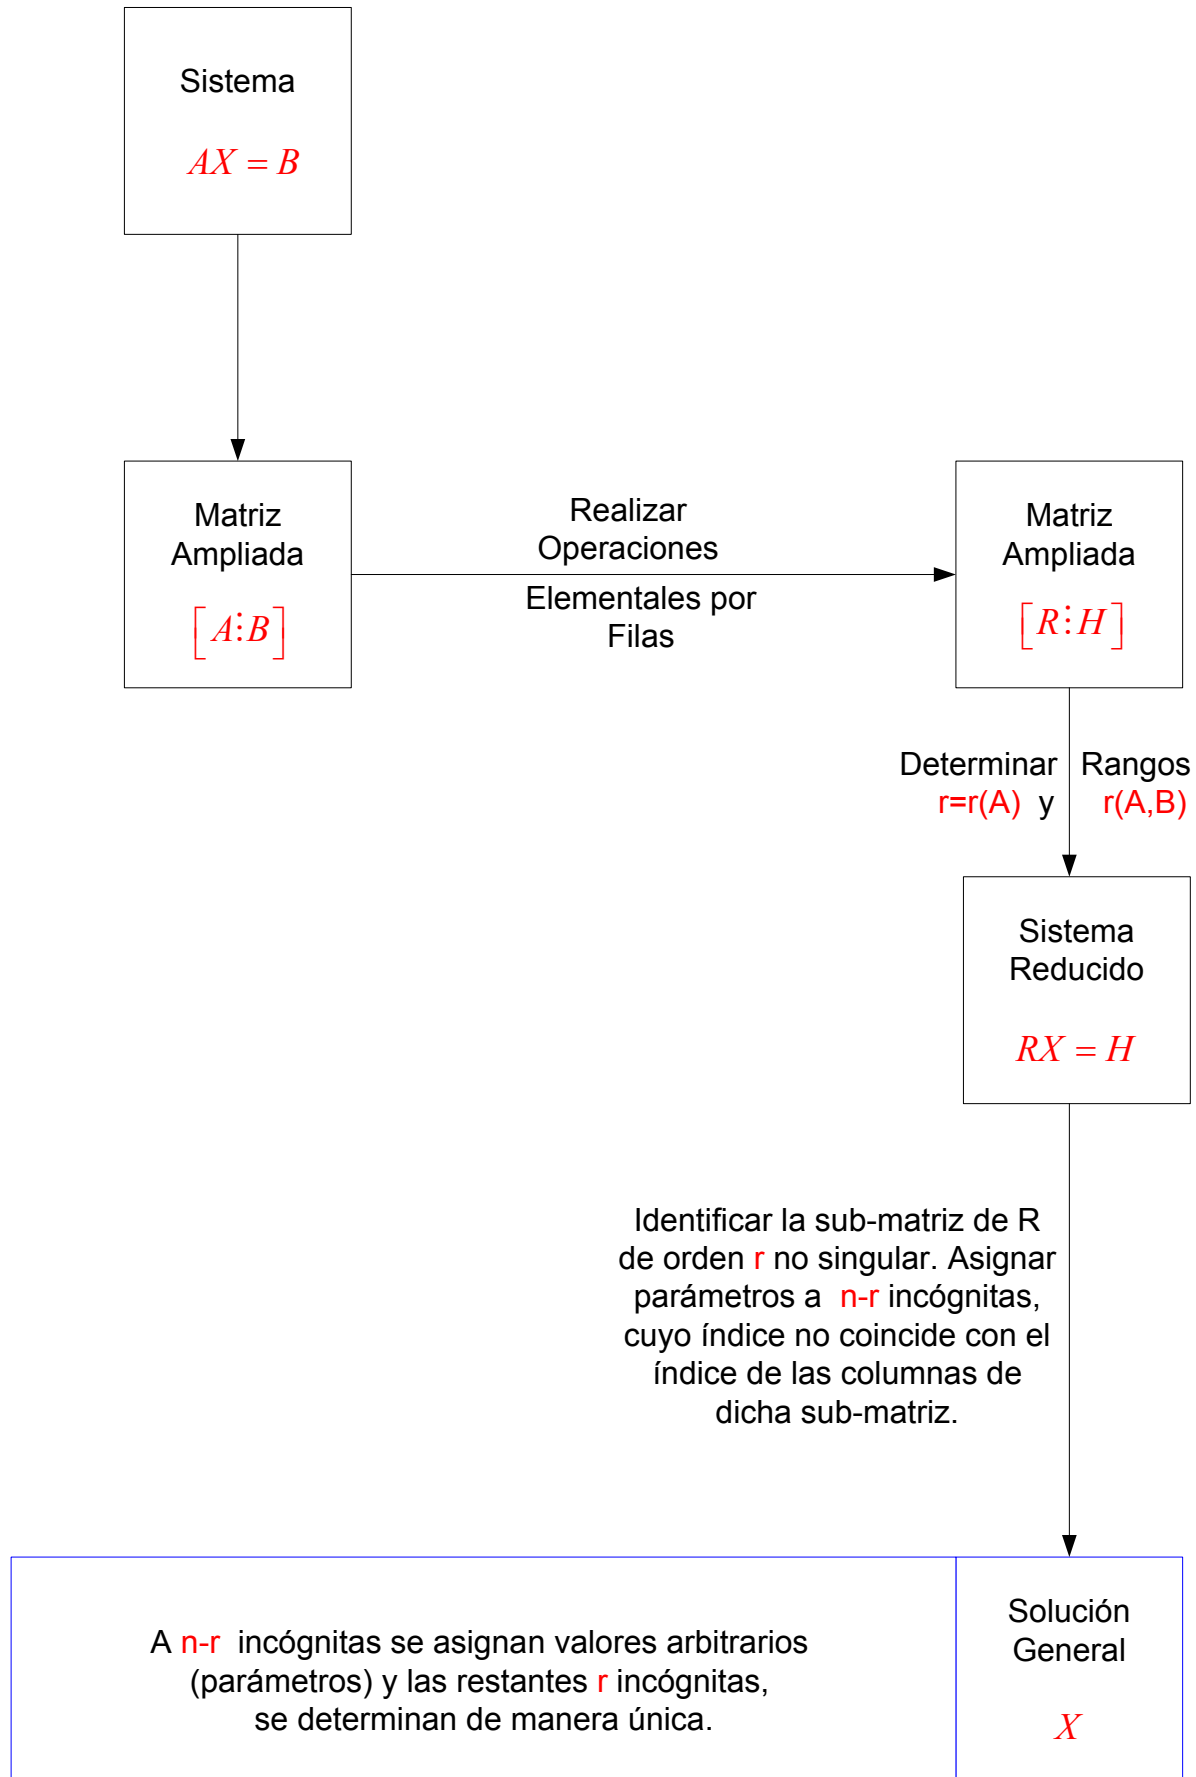 Sistema
AX = B
Matriz
Ampliada
[A⋮B]
Realizar
Operaciones
Elementales por
Filas
Matriz
Ampliada
[R⋮H]
Determinar Rangos
r=r(A) y r(A,B)
Sistema
Reducido
RX = H
Identificar la sub-matriz de R
de orden r no singular. Asignar
parámetros a n-r incógnitas,
cuyo índice no coincide con el
índice de las columnas de
dicha sub-matriz.
A n-r incógnitas se asignan valores arbitrarios
(parámetros) y las restantes r incógnitas,
se determinan de manera única.
Solución
General
X